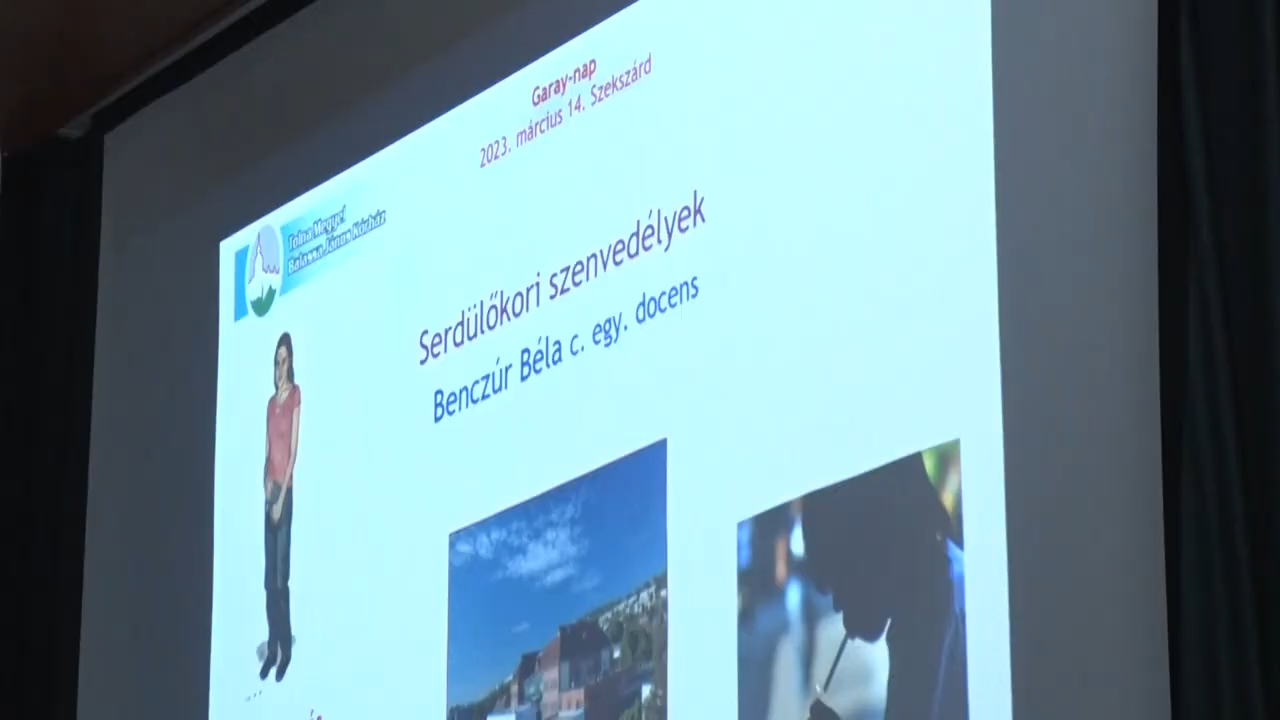 Garay-nap
2023. március 14. Szekszárd
Tolna Megyei
Balassa János Kórház
Serdülőkori szenvedélyek
Benczúr Béla c. egy. docens